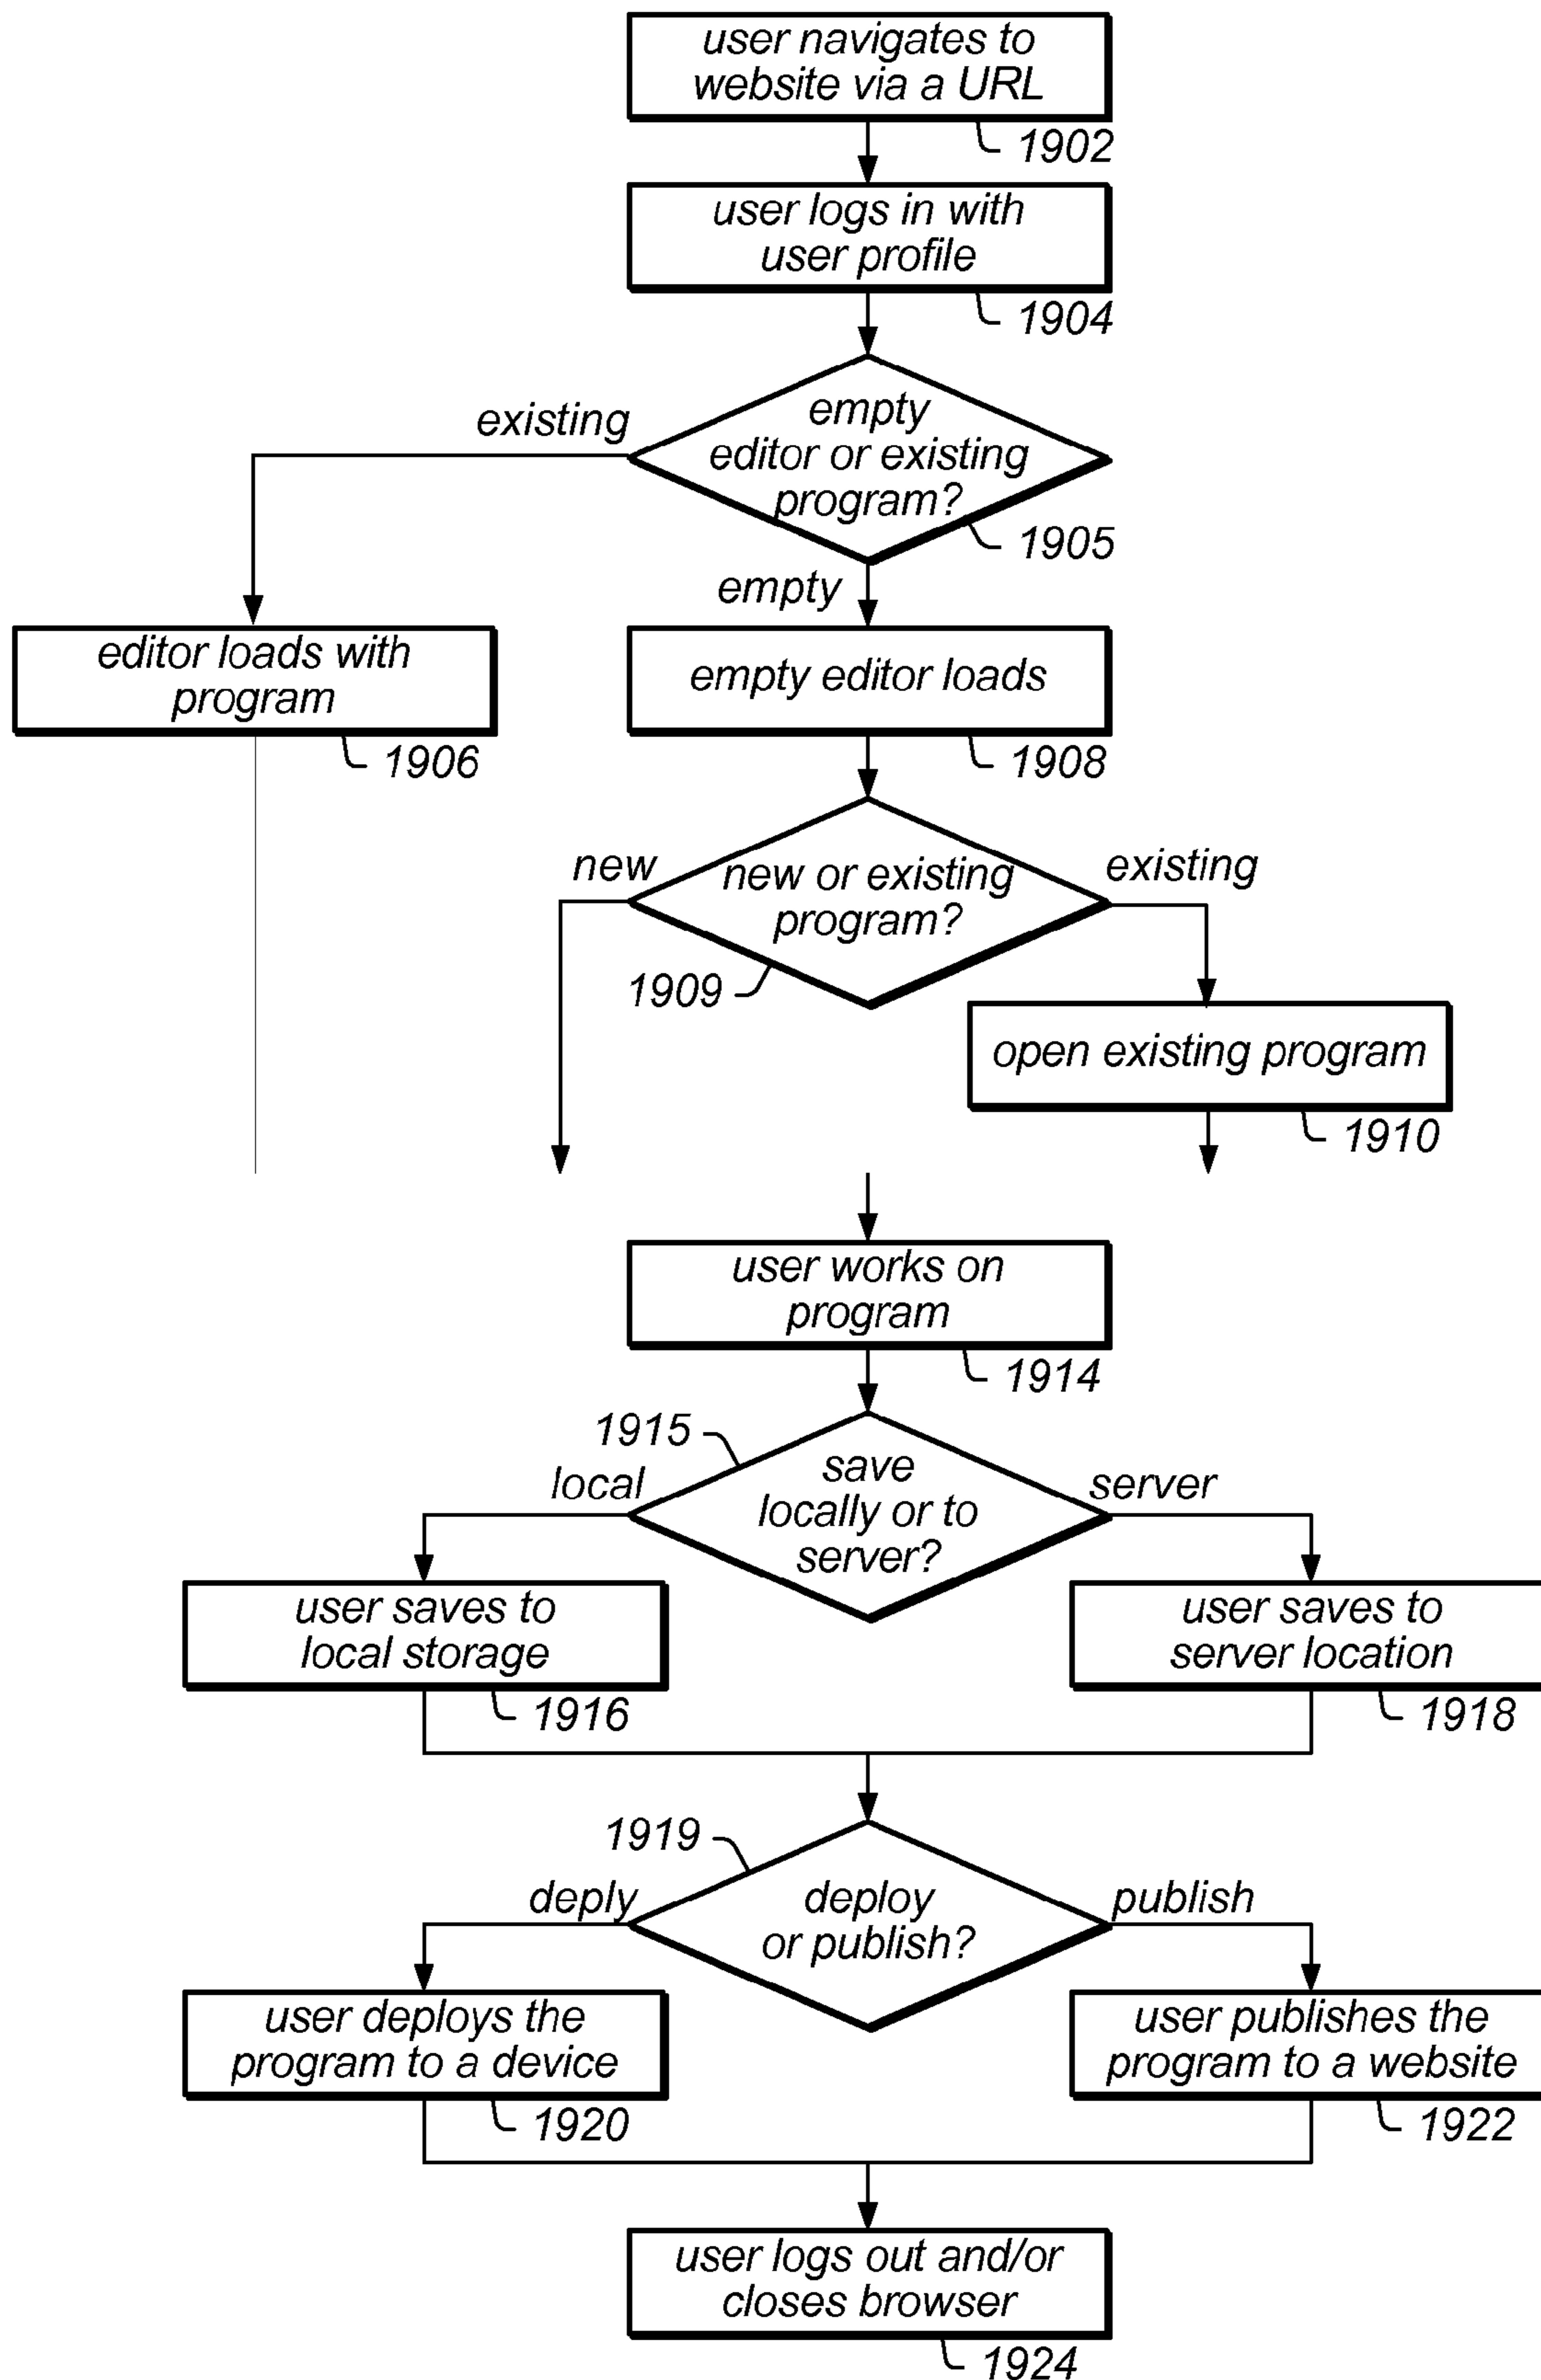 user navigates to
website via a URL
1902
user logs in with
user profile
1904
existing
empty
editor or existing
program?
1905
empty
editor loads with
program
1906
empty editor loads
1908
new
new or existing
program?
existing
1909
open existing program
1910
user works on
program
1914
1915
local
save
locally or to
server?
server
user saves to
local storage
1916
user saves to
server location
1918
1919
deply
deploy
or publish?
publish
user deploys the
program to a device
1920
user publishes the
program to a website
1922
user logs out and/or
closes browser
1924